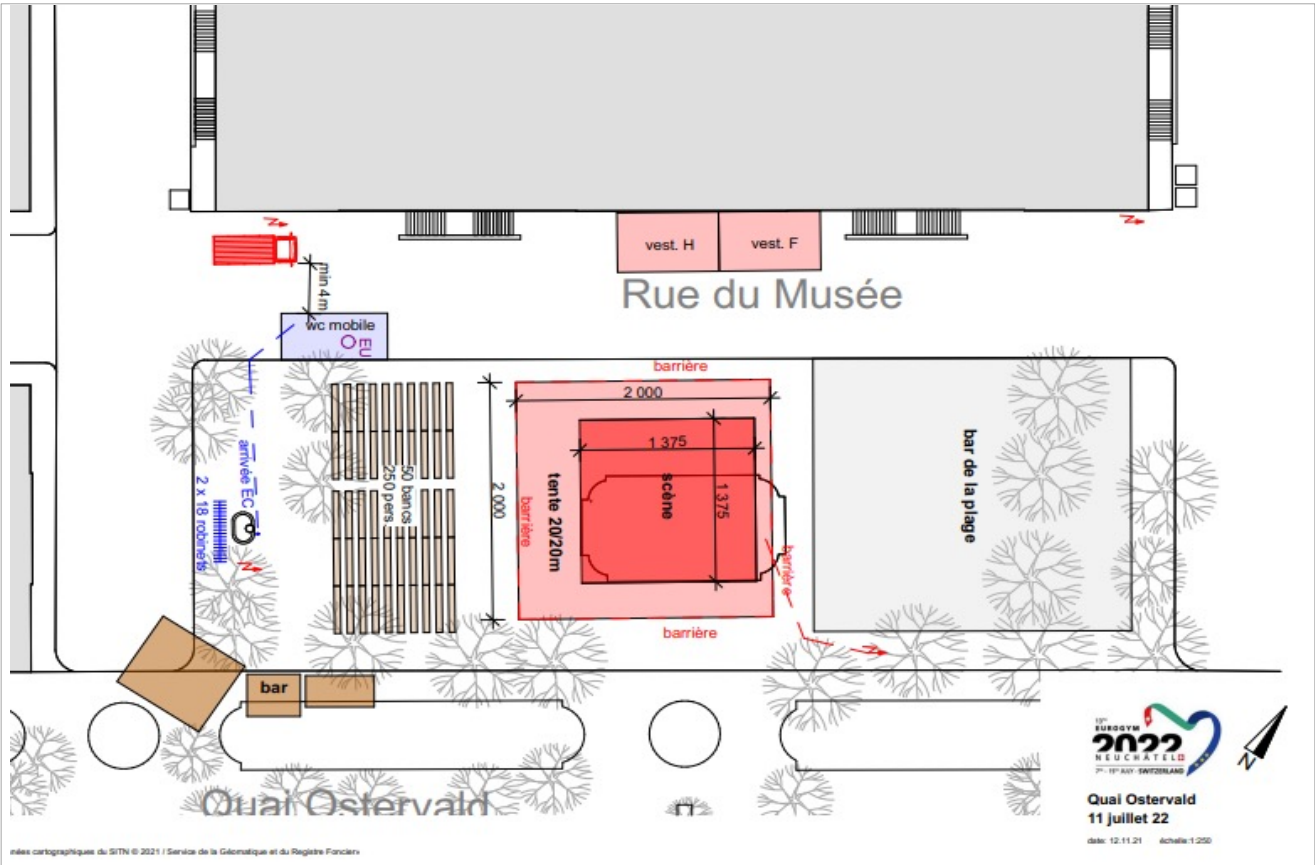 vest. H
vest. F
Rue du Musée
min 4 m
wc mobile
EU
barrière
2 000
1 375
arrivée EC
2 x 18 robinets
50 bancs
250 pers.
2 000
barrière
tente 20/20m
scène
1 375
barrière
bar de la plage
barrière
bar
EUROGYM
2022
NEUCHÂTEL
SWITZERLAND
N
Quai Ostervald
Quai Ostervald
11 juillet 22
date: 12.11.21 échelle:1:250
nées cartographiques du SITN © 2021 / Service de la Géomatique et du Registre Foncier»